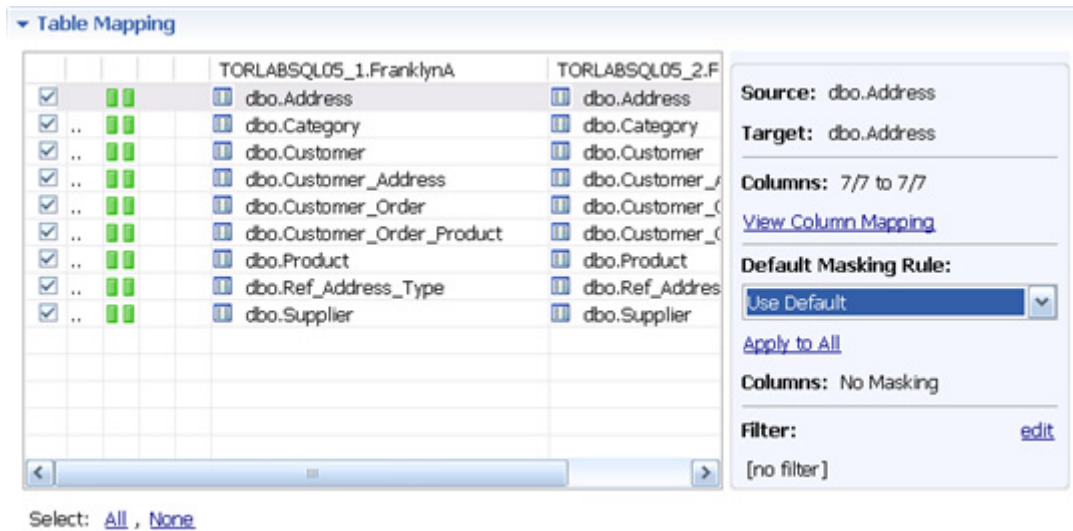 Table Mapping
TORLABSQL05_1.FranklynA TORLABSQL05_2.F
dbo.Address dbo.Address
.. dbo.Category dbo.Category
.. dbo.Customer dbo.Customer
.. dbo.Customer_Address dbo.Customer_A
.. dbo.Customer_Order dbo.Customer_O
.. dbo.Customer_Order_Product dbo.Customer_O
.. dbo.Product dbo.Product
.. dbo.Ref_Address_Type dbo.Ref_Addres
.. dbo.Supplier dbo.Supplier
Source: dbo.Address
Target: dbo.Address
Columns: 7/7 to 7/7
View Column Mapping
Default Masking Rule:
Use Default
Apply to All
Columns: No Masking
Filter: edit
[no filter]
Select: All , None